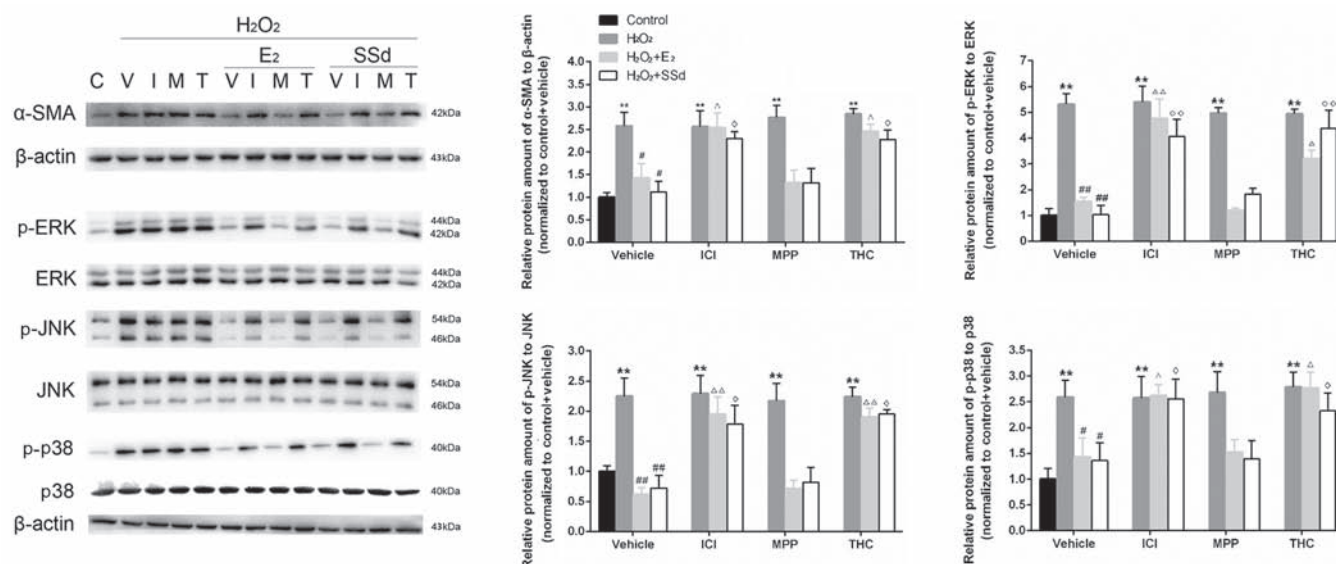 H₂O₂
E₂ SSd
C V I M T V I M T V I M T
α-SMA 42kDa
β-actin 43kDa
p-ERK 44kDa
42kDa
ERK 44kDa
42kDa
p-JNK 54kDa
46kDa
JNK 54kDa
46kDa
p-p38 40kDa
p38 40kDa
β-actin 43kDa
Relative protein amount of α-SMA to β-actin
(normalized to control+vehicle)
Control
H₂O₂
H₂O₂+E₂
H₂O₂+SSd
4.0
3.5
3.0
2.5
2.0
1.5
1.0
0.5
0.0
** # # ** ^ ◇ ** ** ^ ◇
Vehicle ICI MPP THC
Relative protein amount of p-ERK to ERK
(normalized to control+vehicle)
7
6
5
4
3
2
1
0
** ## ## ** △△ ◇◇ ** ** △ ◇◇
Vehicle ICI MPP THC
Relative protein amount of p-JNK to JNK
(normalized to control+vehicle)
3.0
2.5
2.0
1.5
1.0
0.5
0.0
** ## ## ** △△ ◇ ** ** △△ ◇
Vehicle ICI MPP THC
Relative protein amount of p-p38 to p38
(normalized to control+vehicle)
3.5
3.0
2.5
2.0
1.5
1.0
0.5
0.0
** # # ** ^ ◇ ** ** △ ◇
Vehicle ICI MPP THC